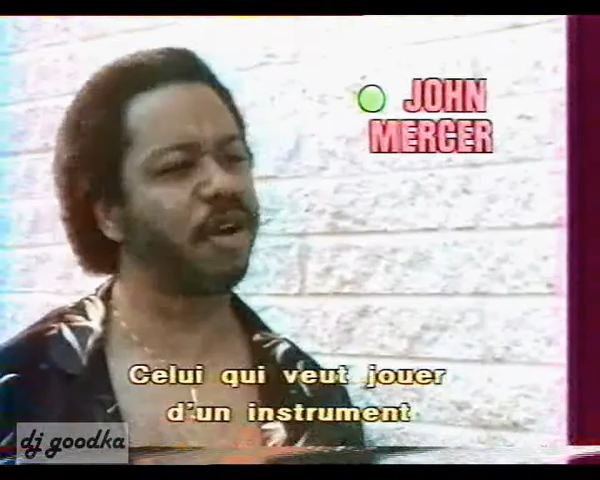 JOHN
MERCER
Celui qui veut jouer
d'un instrument
dj goodka